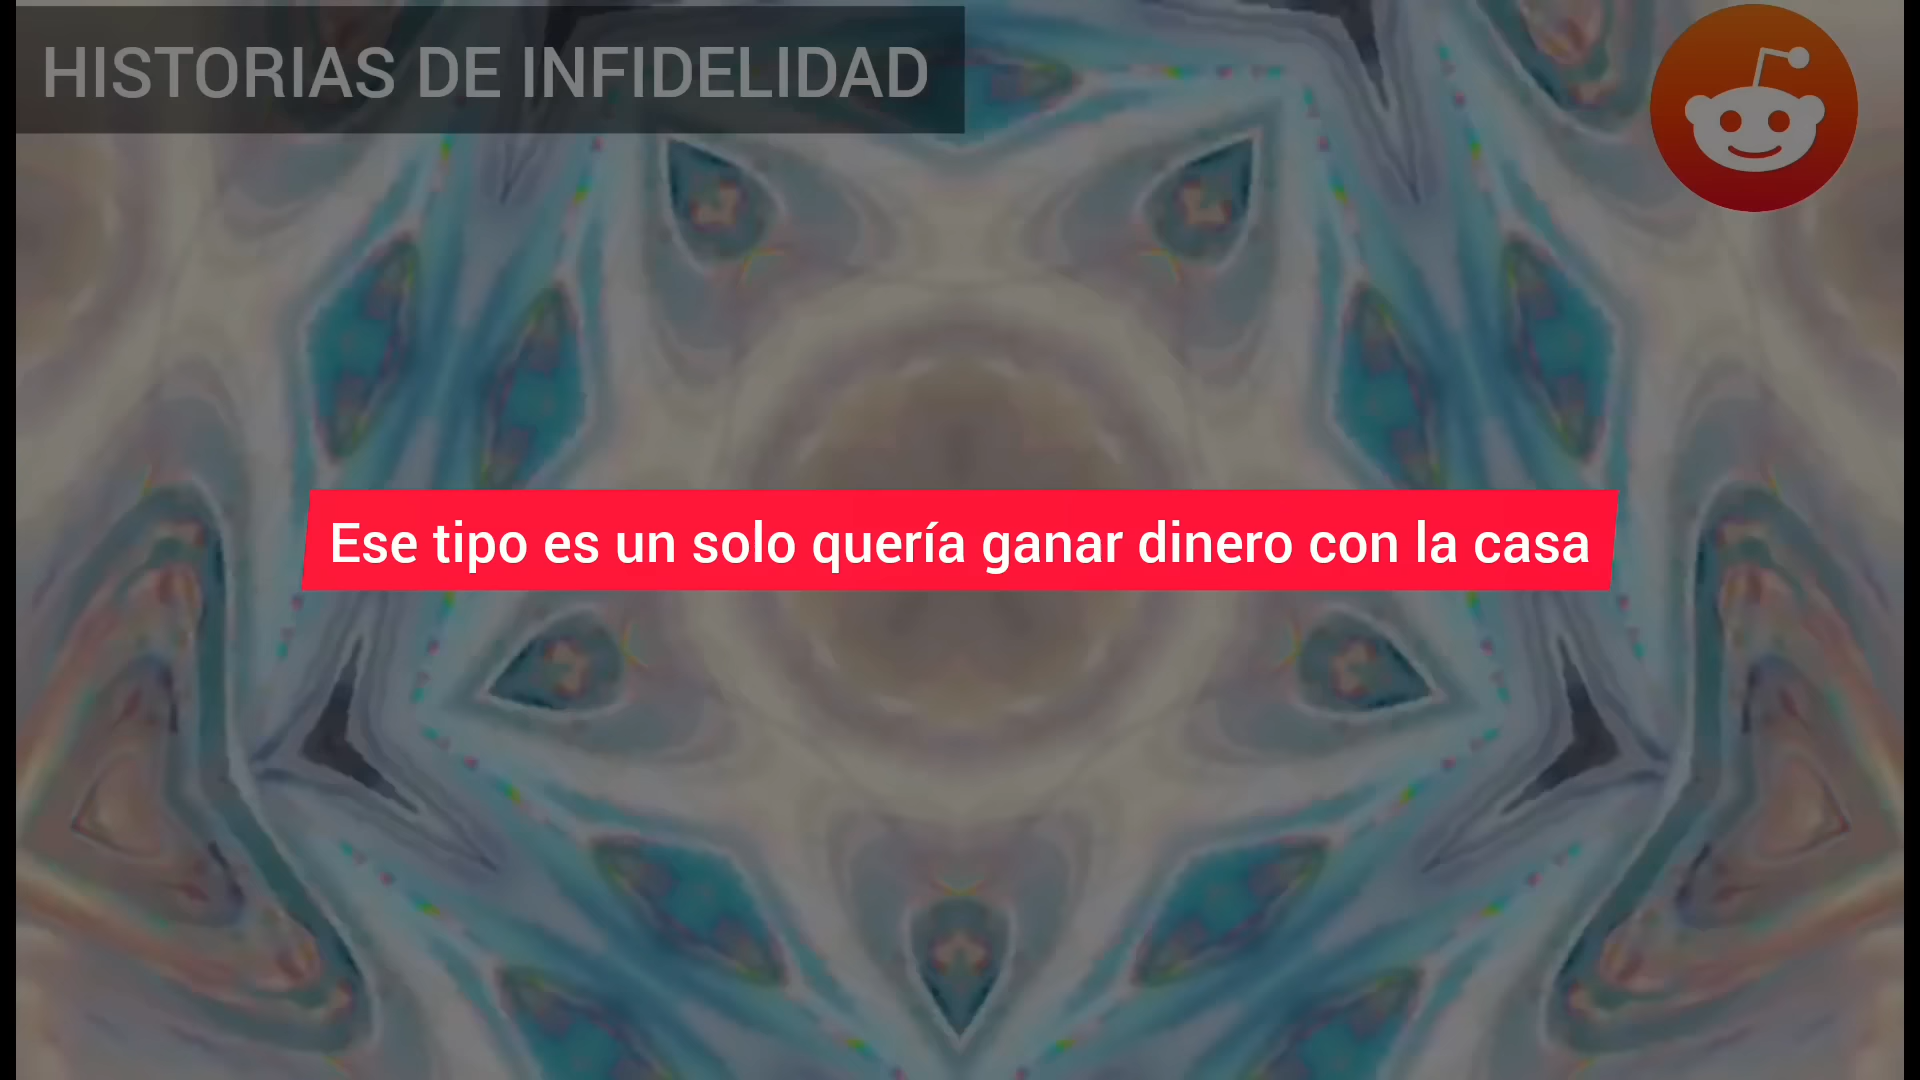 HISTORIAS DE INFIDELIDAD
Ese tipo es un solo quería ganar dinero con la casa